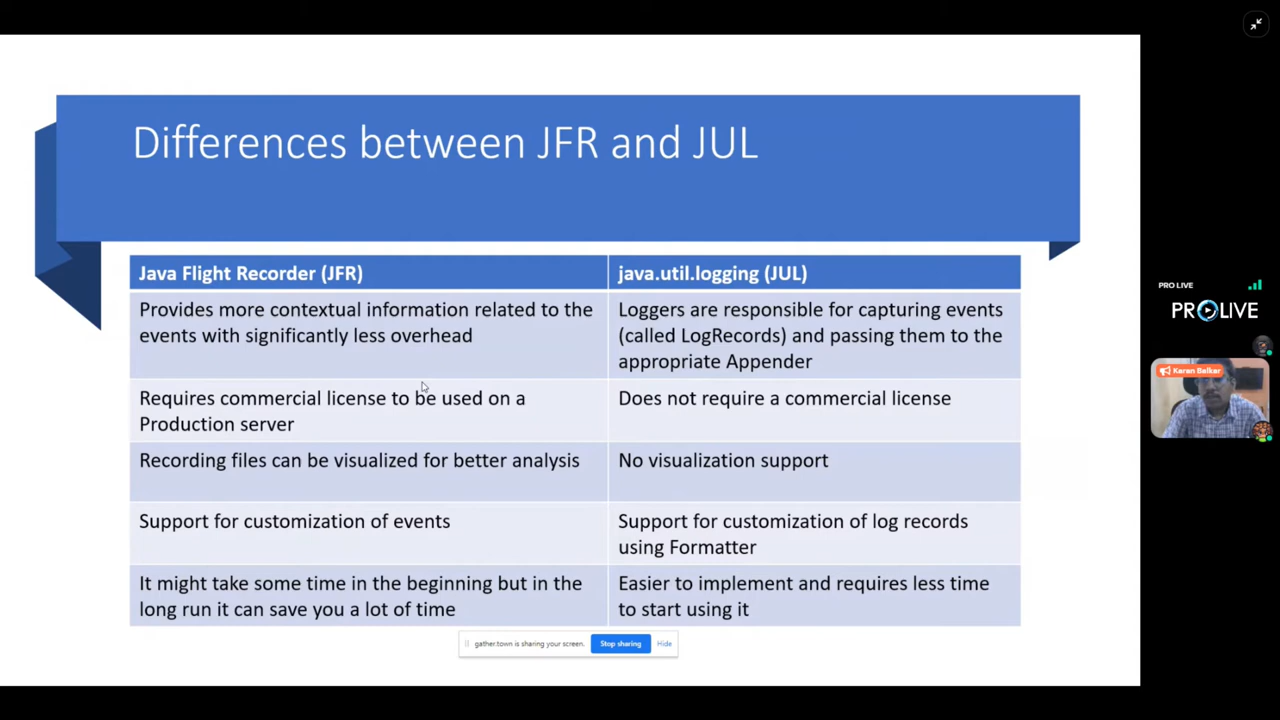 Differences between JFR and JUL
Java Flight Recorder (JFR)
java.util.logging (JUL)
Provides more contextual information related to the
events with significantly less overhead
Loggers are responsible for capturing events
(called LogRecords) and passing them to the
appropriate Appender
Requires commercial license to be used on a
Production server
Does not require a commercial license
Recording files can be visualized for better analysis
No visualization support
Support for customization of events
Support for customization of log records
using Formatter
It might take some time in the beginning but in the
long run it can save you a lot of time
Easier to implement and requires less time
to start using it
gather.town is sharing your screen.
Stop sharing
Hide
PRO LIVE
PROLIVE
Karan Balkar